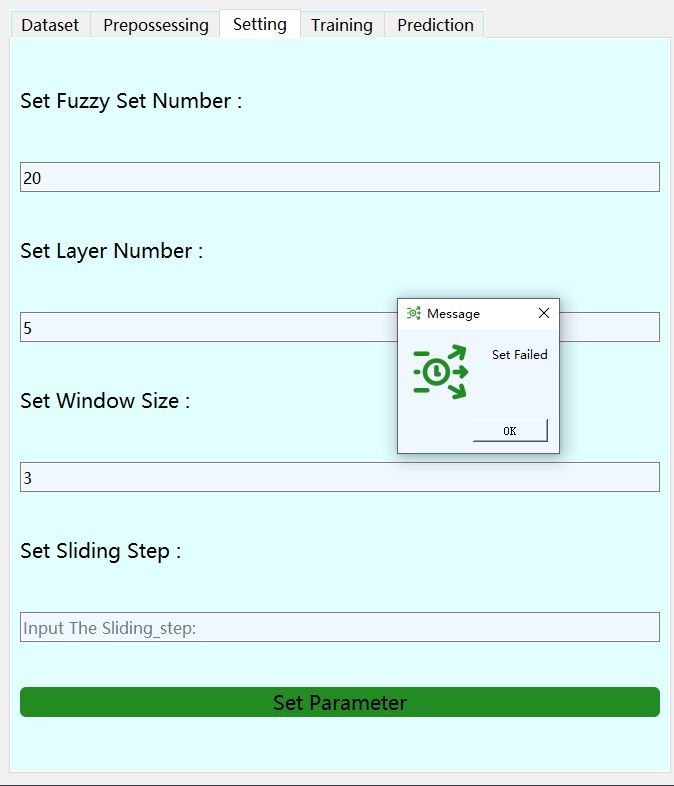 Dataset Prepossessing Setting Training Prediction
Set Fuzzy Set Number :
20
Set Layer Number :
5
Message
Set Failed
OK
Set Window Size :
3
Set Sliding Step :
Input The Sliding_step:
Set Parameter